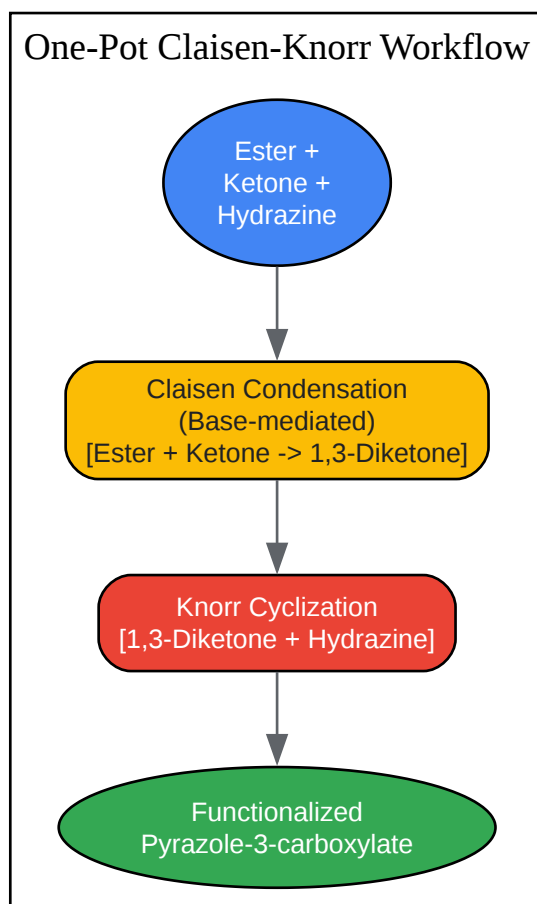 One-Pot Claisen-Knorr Workflow
Ester +
Ketone +
Hydrazine
Claisen Condensation
(Base-mediated)
[Ester + Ketone -> 1,3-Diketone]
Knorr Cyclization
[1,3-Diketone + Hydrazine]
Functionalized
Pyrazole-3-carboxylate